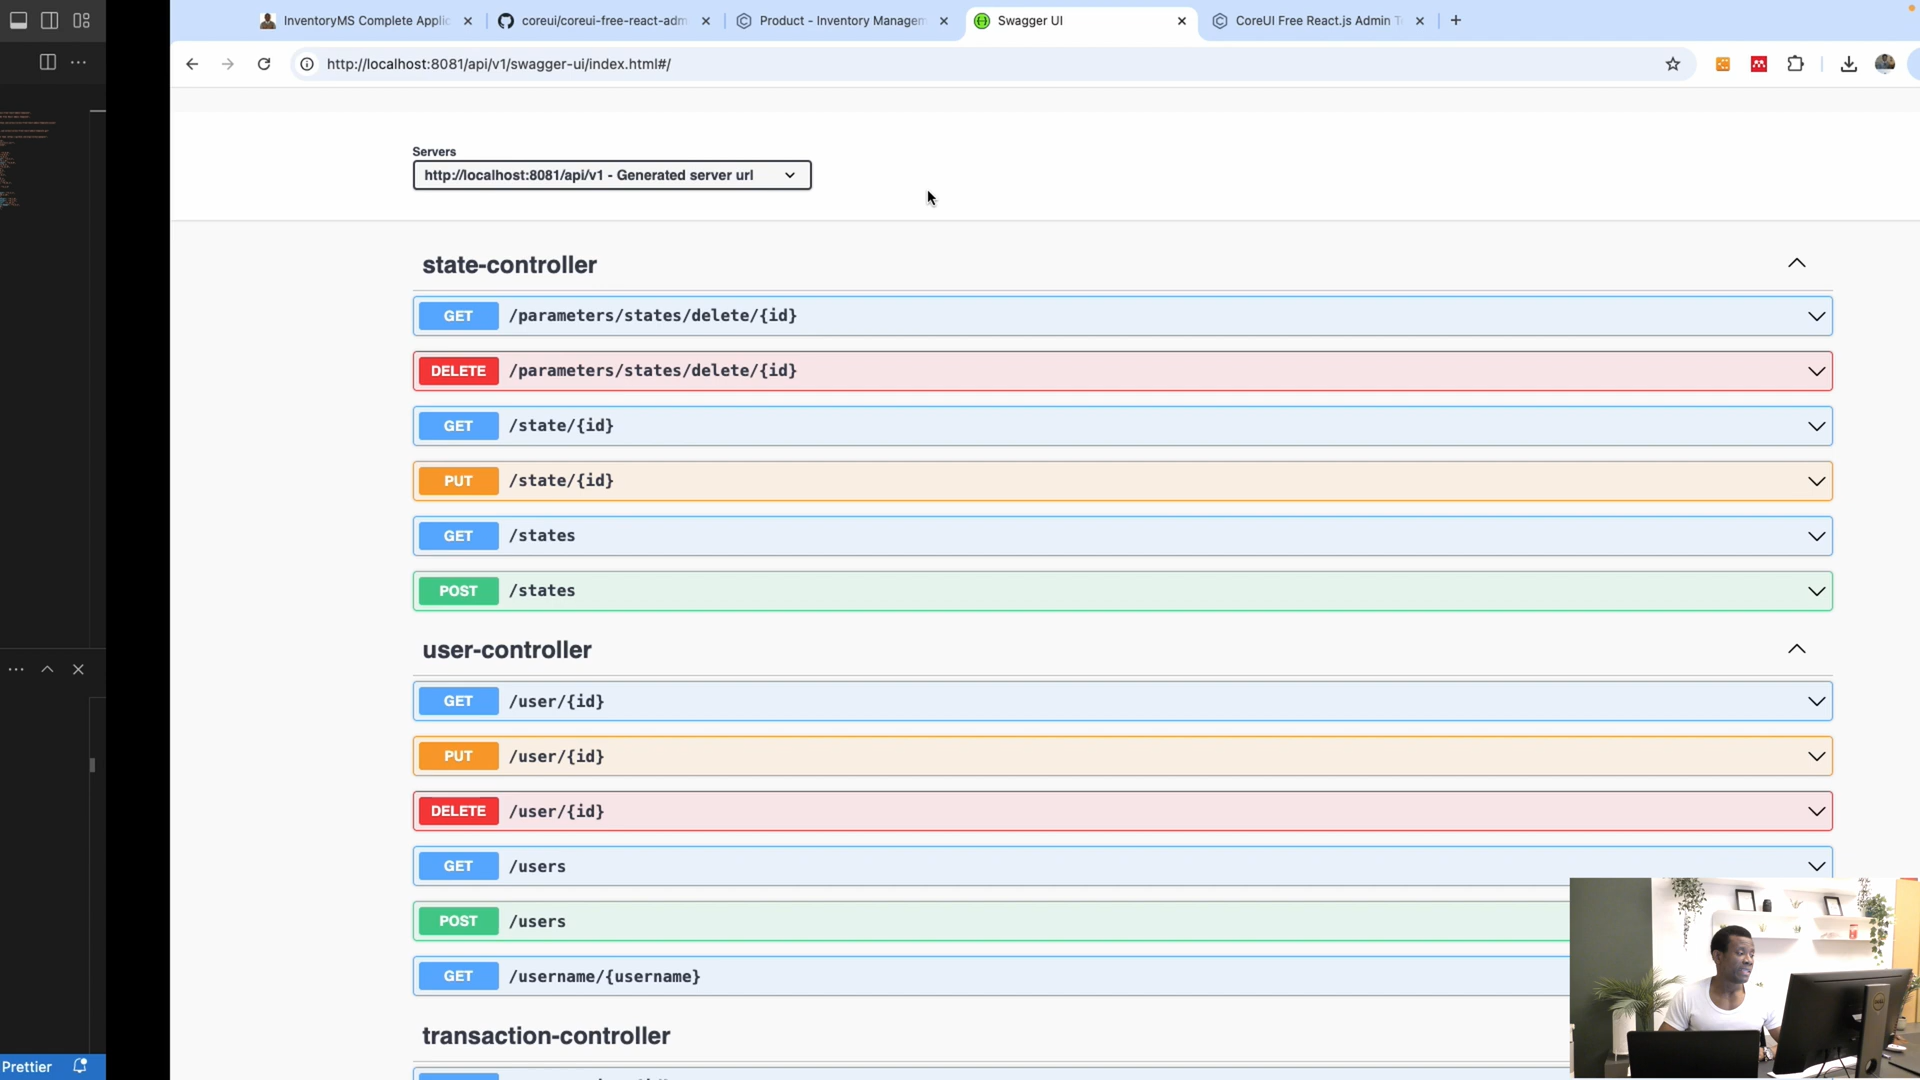 InventoryMS Complete Applic
coreui/coreui-free-react-adm
Product - Inventory Managem
Swagger UI
CoreUI Free React.js Admin T
http://localhost:8081/api/v1/swagger-ui/index.html#/
Servers
http://localhost:8081/api/v1 - Generated server url
state-controller
GET /parameters/states/delete/{id}
DELETE /parameters/states/delete/{id}
GET /state/{id}
PUT /state/{id}
GET /states
POST /states
user-controller
GET /user/{id}
PUT /user/{id}
DELETE /user/{id}
GET /users
POST /users
GET /username/{username}
transaction-controller
Prettier